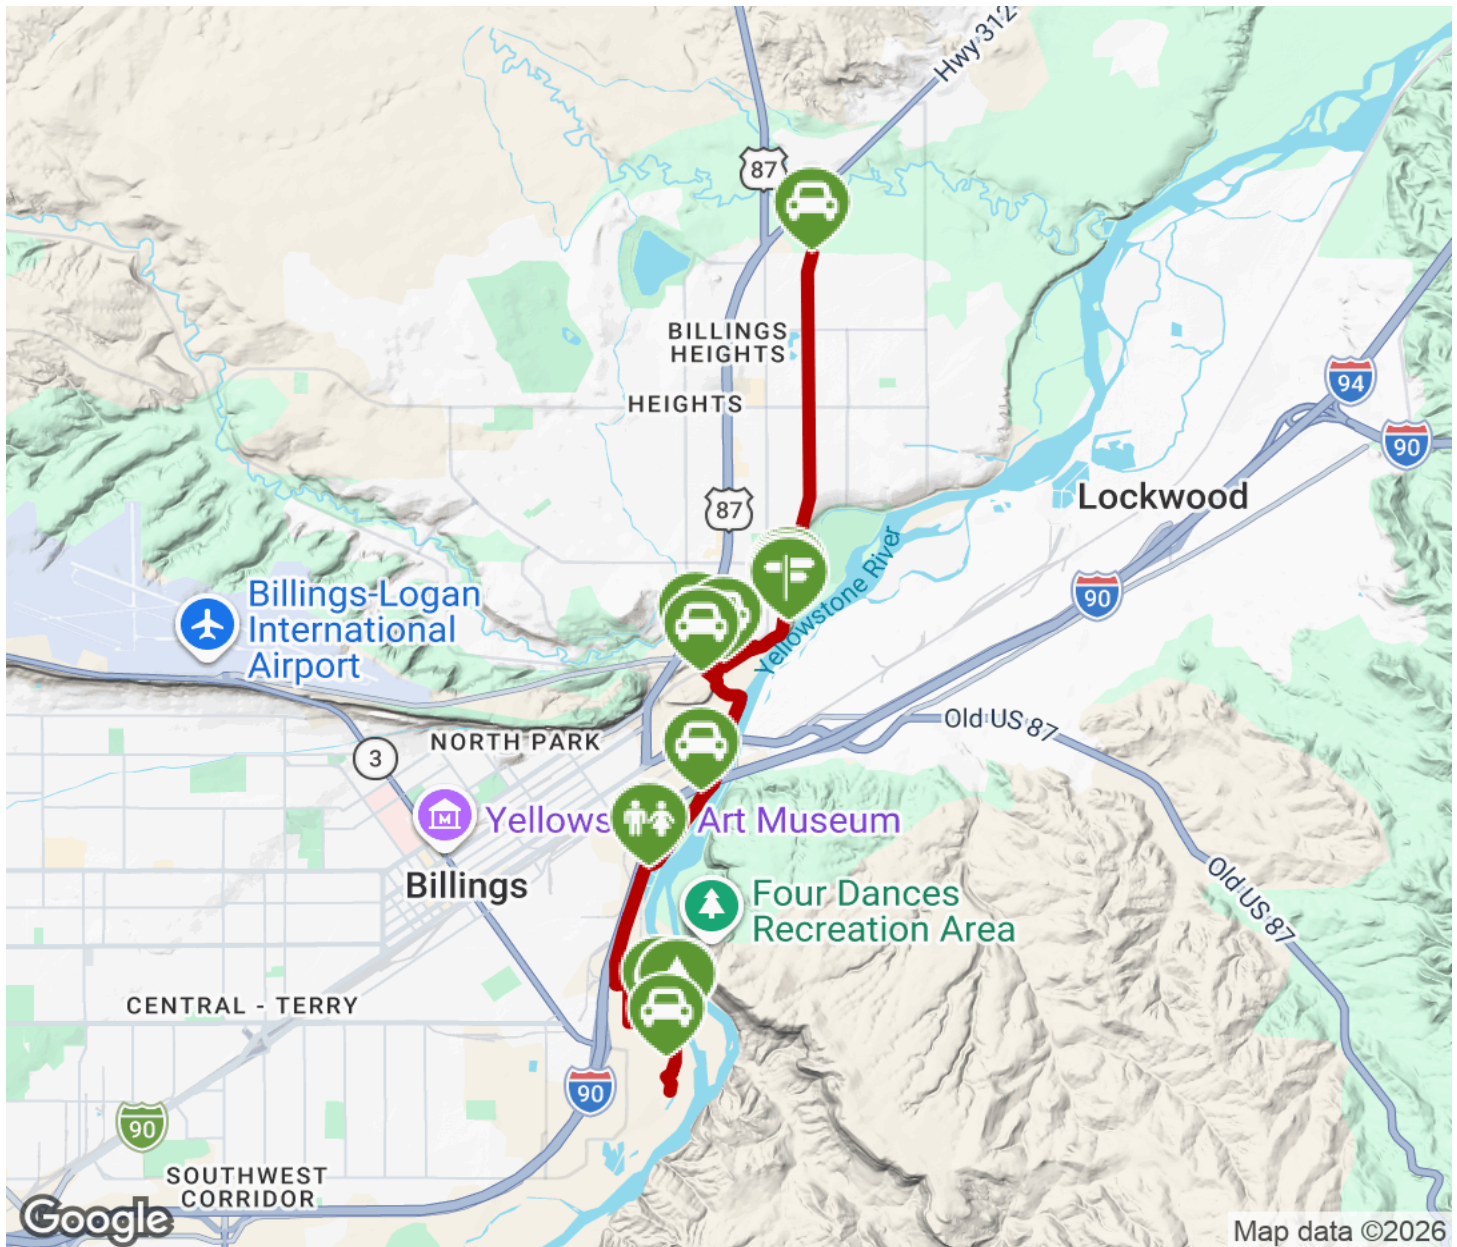 Hwy 312
87
BILLINGS
HEIGHTS
HEIGHTS
94
90
87
Lockwood
Yellowstone River
90
Billings-Logan
International
Airport
Old US 87
NORTH PARK
3
Yellows Art Museum
Billings
Old US 87
Four Dances
Recreation Area
CENTRAL - TERRY
90
90
SOUTHWEST
CORRIDOR
Google
Map data ©2026